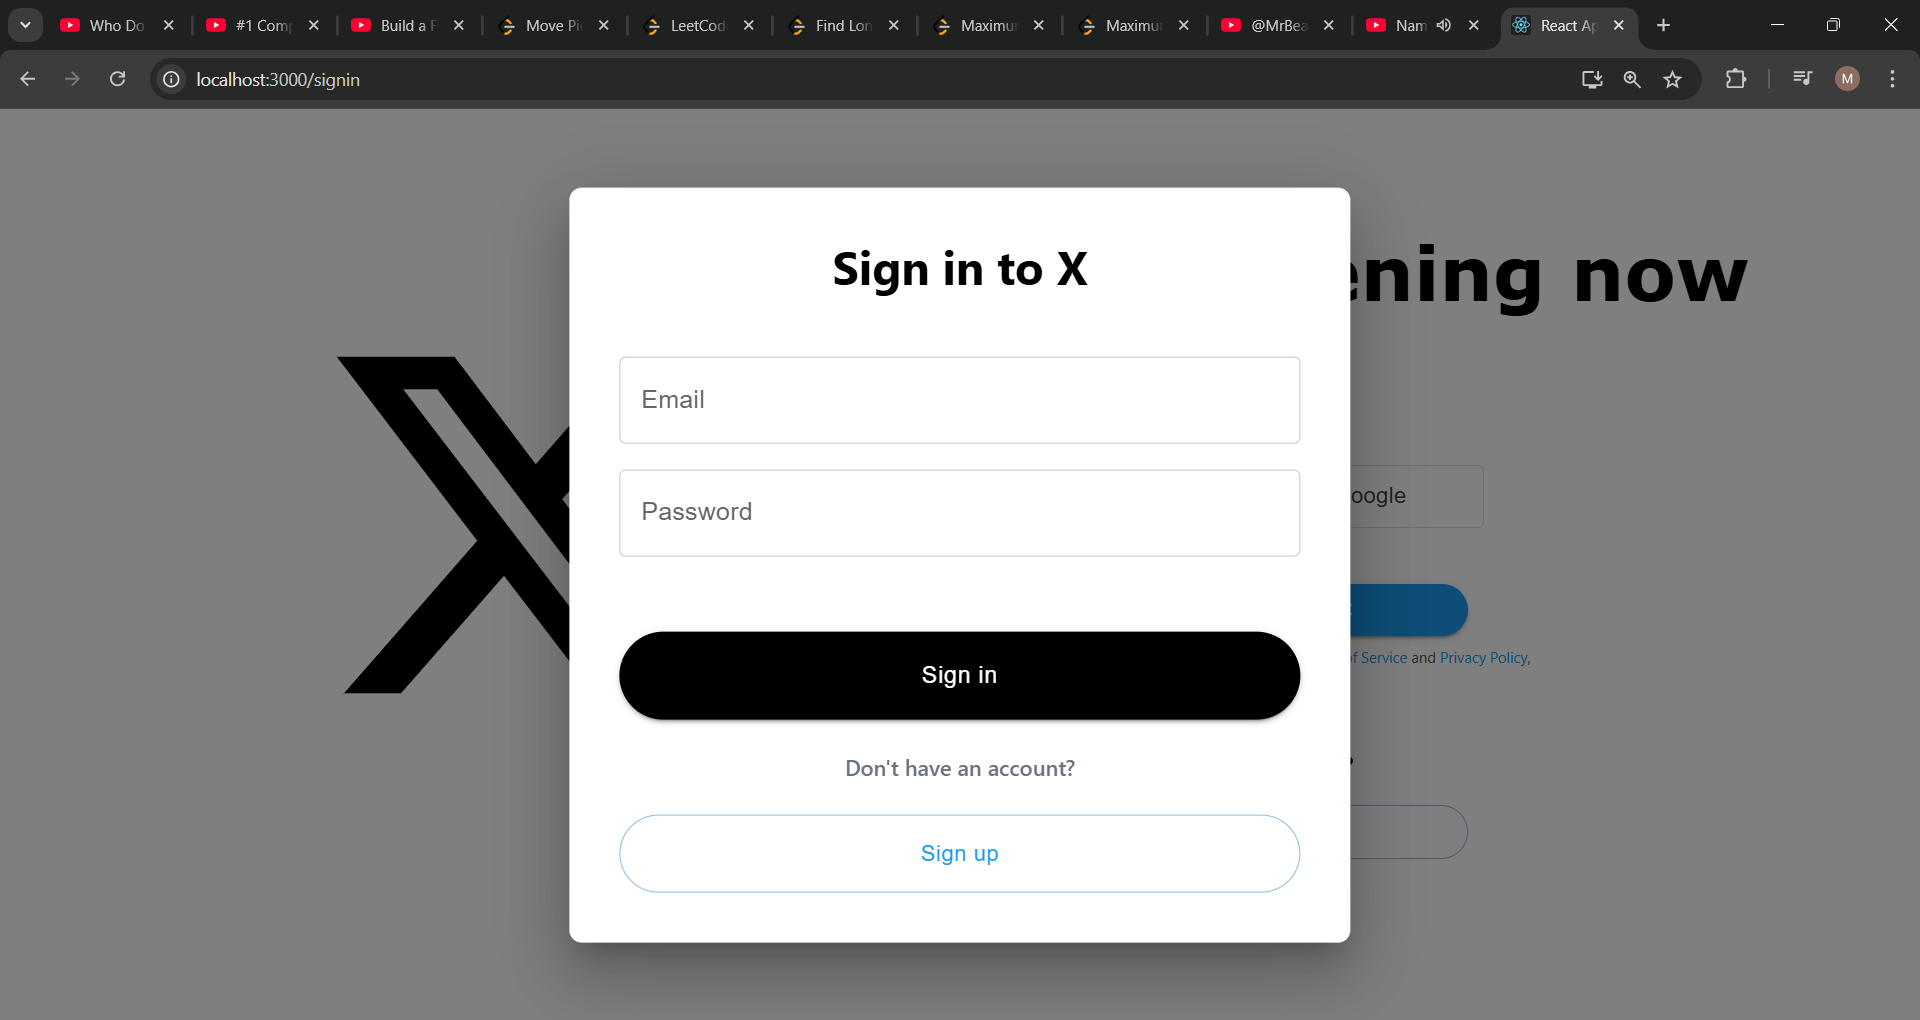 Who Do
#1 Com
Build a
Move Pi
LeetCod
Find Lon
Maximu
Maximu
@MrBea
Nam
React Ap
localhost:3000/signin
M
Sign in to X
ening now
Email
Password
oogle
Sign in
of Service and Privacy Policy,
Don't have an account?
Sign up